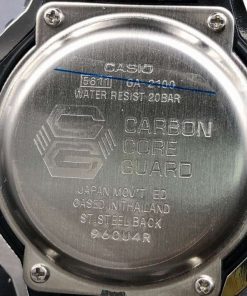 CASIO
5611 GA-2100
WATER RESIST 20BAR
CARBON
CORE
GUARD
JAPAN MOV'T ED
CASED IN THAILAND
ST. STEEL BACK
960U4R